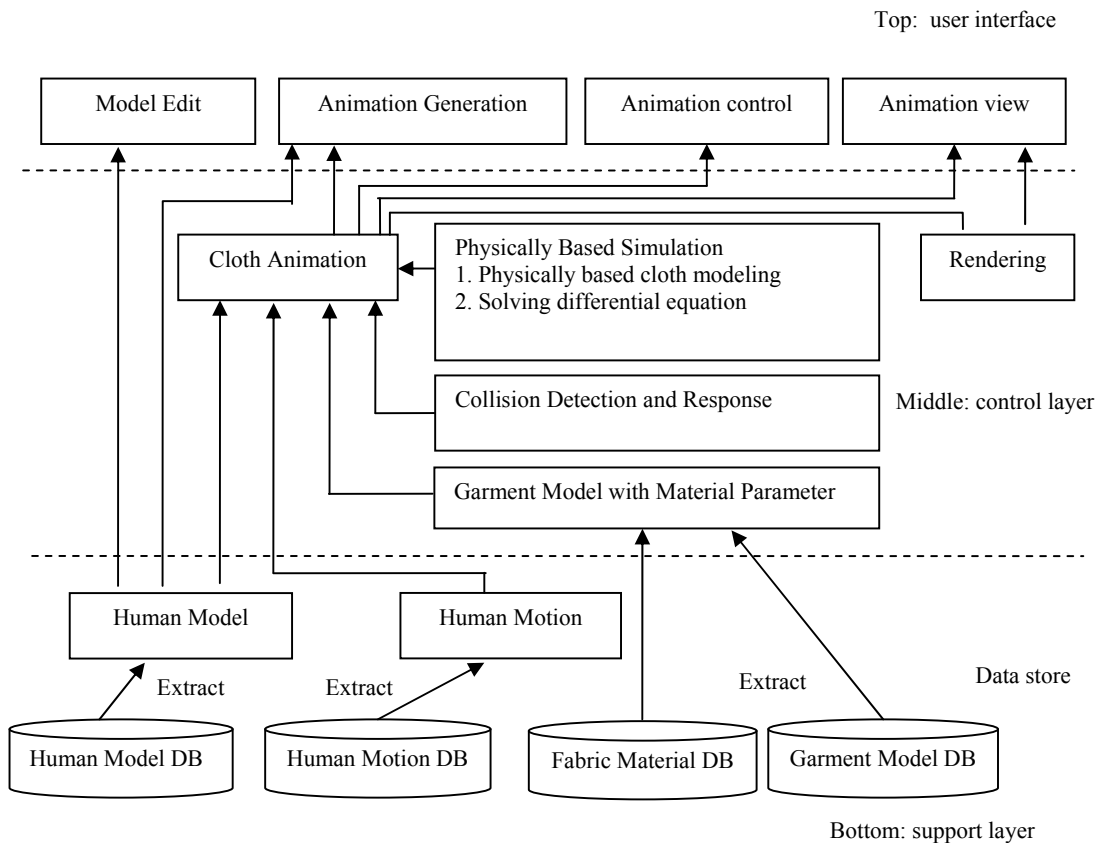 Top: user interface
Model Edit
Animation Generation
Animation control
Animation view
Cloth Animation
Physically Based Simulation
1. Physically based cloth modeling
2. Solving differential equation
Rendering
Collision Detection and Response
Middle: control layer
Garment Model with Material Parameter
Human Model
Human Motion
Extract
Extract
Extract
Data store
Human Model DB
Human Motion DB
Fabric Material DB
Garment Model DB
Bottom: support layer